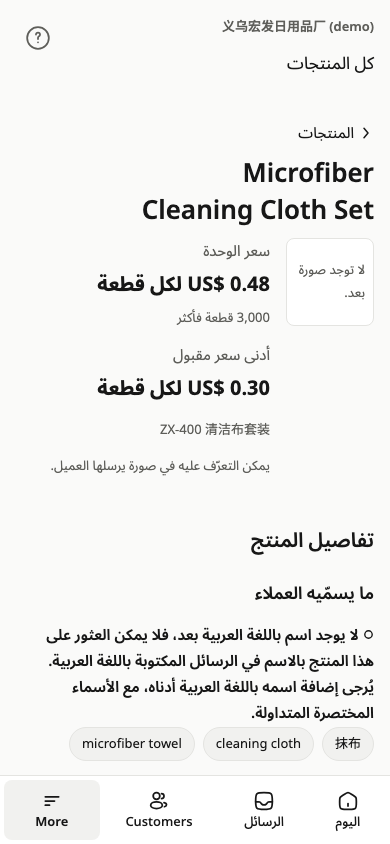 义乌宏发日用品厂 (demo)
كل المنتجات
المنتجات
Microfiber
Cleaning Cloth Set
لا توجد صورة
بعد.
سعر الوحدة
US$ 0.48 لكل قطعة
3,000 قطعة فأكثر
أدنى سعر مقبول
US$ 0.30 لكل قطعة
ZX-400 清洁布套装
يمكن التعرّف عليه في صورة يرسلها العميل.
تفاصيل المنتج
ما يسمّيه العملاء
لا يوجد اسم باللغة العربية بعد، فلا يمكن العثور على
هذا المنتج بالاسم في الرسائل المكتوبة باللغة العربية.
يُرجى إضافة اسمه باللغة العربية أدناه، مع الأسماء
المختصرة المتداولة.
抹布
cleaning cloth
microfiber towel
اليوم
الرسائل
Customers
More